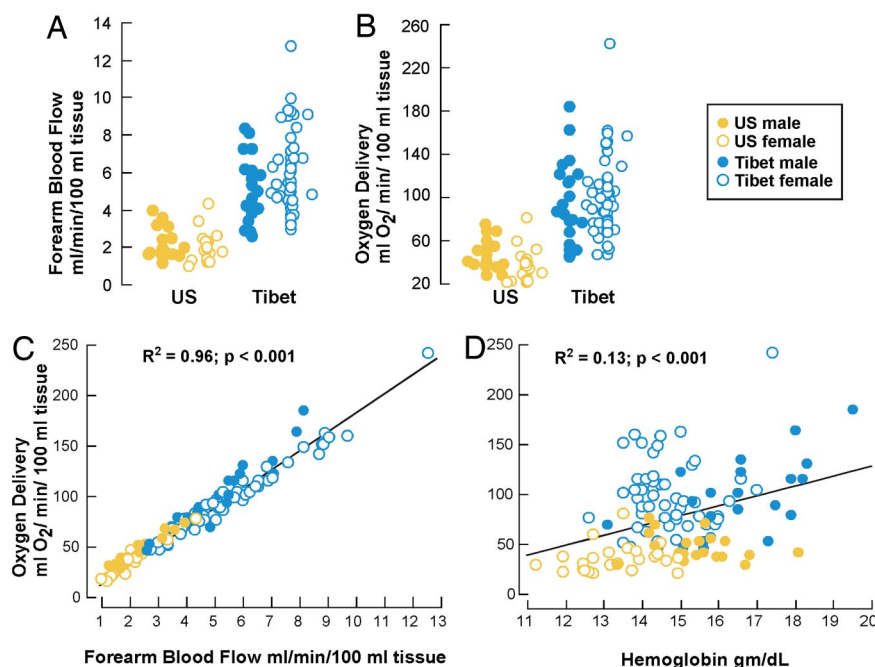 A
Forearm Blood Flow
ml/min/100 ml tissue
14
12
10
8
6
4
2
0
US
Tibet
B
Oxygen Delivery
ml O2/ min/ 100 ml tissue
260
220
180
140
100
60
20
US
Tibet
US male
US female
Tibet male
Tibet female
C
R2 = 0.96; p < 0.001
Oxygen Delivery
ml O2/ min/ 100 ml tissue
250
200
150
100
50
0
1 2 3 4 5 6 7 8 9 10 11 12 13
Forearm Blood Flow ml/min/100 ml tissue
D
R2 = 0.13; p < 0.001
250
200
150
100
50
0
11 12 13 14 15 16 17 18 19 20
Hemoglobin gm/dL